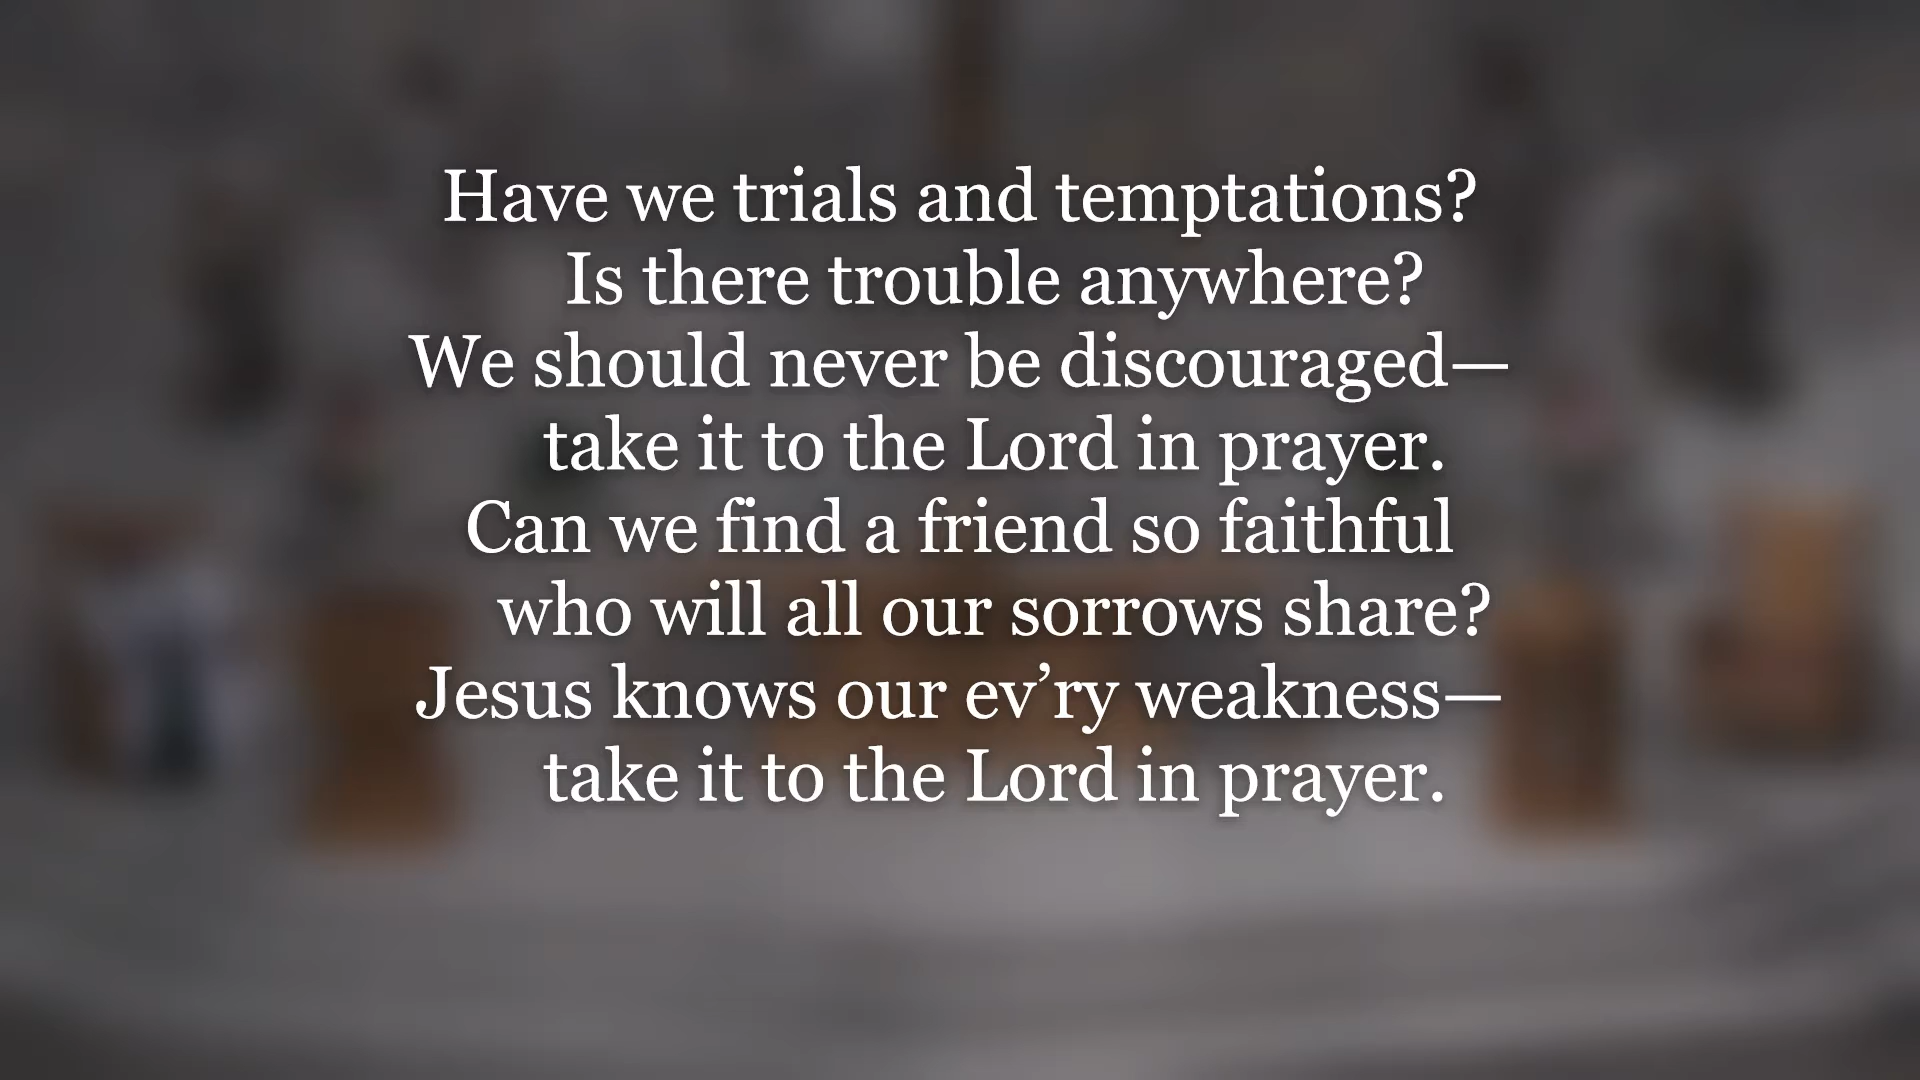 Have we trials and temptations?
Is there trouble anywhere?
We should never be discouraged—
take it to the Lord in prayer.
Can we find a friend so faithful
who will all our sorrows share?
Jesus knows our ev’ry weakness—
take it to the Lord in prayer.